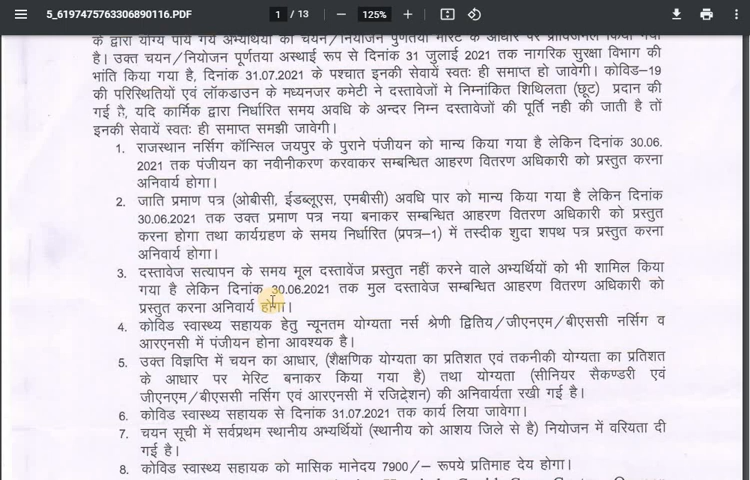 5_6197475763306890116.PDF
1 / 13
125%
के द्वारा योग्य पाये गये अभ्यर्थियों का चयन/नियोजन पुर्णतया मेरिट के आधार पर प्रोविजनल किया गया
है। उक्त चयन/नियोजन पूर्णतया अस्थाई रूप से दिनांक 31 जुलाई 2021 तक नागरिक सुरक्षा विभाग की
भांति किया गया है, दिनांक 31.07.2021 के पश्चात इनकी सेवायें स्वतः ही समाप्त हो जावेगी। कोविड–19
की परिस्थितियों एवं लॉकडाउन के मध्यनजर कमेटी ने दस्तावेजों मे निम्नांकित शिथिलता (छूट) प्रदान की
गई है, यदि कार्मिक द्वारा निर्धारित समय अवधि के अन्दर निम्न दस्तावेजों की पूर्ति नही की जाती है तों
इनकी सेवायें स्वतः ही समाप्त समझी जावेगी।
1. राजस्थान नर्सिग कॉन्सिल जयपुर के पुराने पंजीयन को मान्य किया गया है लेकिन दिनांक 30.06.
2021 तक पंजीयन का नवीनीकरण करवाकर सम्बन्धित आहरण वितरण अधिकारी को प्रस्तुत करना
अनिवार्य होगा।
2. जाति प्रमाण पत्र (ओबीसी, ईडब्लूएस, एमबीसी) अवधि पार को मान्य किया गया है लेकिन दिनांक
30.06.2021 तक उक्त प्रमाण पत्र नया बनाकर सम्बन्धित आहरण वितरण अधिकारी को प्रस्तुत
करना होगा तथा कार्यग्रहण के समय निर्धारित (प्रपत्र–1) में तस्दीक शुदा शपथ पत्र प्रस्तुत करना
अनिवार्य होगा।
3. दस्तावेज सत्यापन के समय मूल दस्तावेंज प्रस्तुत नहीं करने वाले अभ्यर्थियों को भी शामिल किया
गया है लेकिन दिनांक 30.06.2021 तक मुल दस्तावेज सम्बन्धित आहरण वितरण अधिकारी को
प्रस्तुत करना अनिवार्य होगा।
4. कोविड स्वास्थ्य सहायक हेतु न्यूनतम योग्यता नर्स श्रेणी द्वितिय/जीएनएम/बीएससी नर्सिग व
आरएनसी में पंजीयन होना आवश्यक है।
5. उक्त विज्ञप्ति में चयन का आधार, (शैक्षणिक योग्यता का प्रतिशत एवं तकनीकी योग्यता का प्रतिशत
के आधार पर मेरिट बनाकर किया गया है) तथा योग्यता (सीनियर सैकण्डरी एवं
जीएनएम/बीएससी नर्सिग एवं आरएनसी में रजिट्रेशन) की अनिवार्यता रखी गई है।
6. कोविड स्वास्थ्य सहायक से दिनांक 31.07.2021 तक कार्य लिया जावेगा।
7. चयन सूची में सर्वप्रथम स्थानीय अभ्यर्थियों (स्थानीय को आशय जिले से है) नियोजन में वरियता दी
गई है।
8. कोविड स्वास्थ्य सहायक को मासिक मानेदय 7900/– रूपये प्रतिमाह देय होगा।